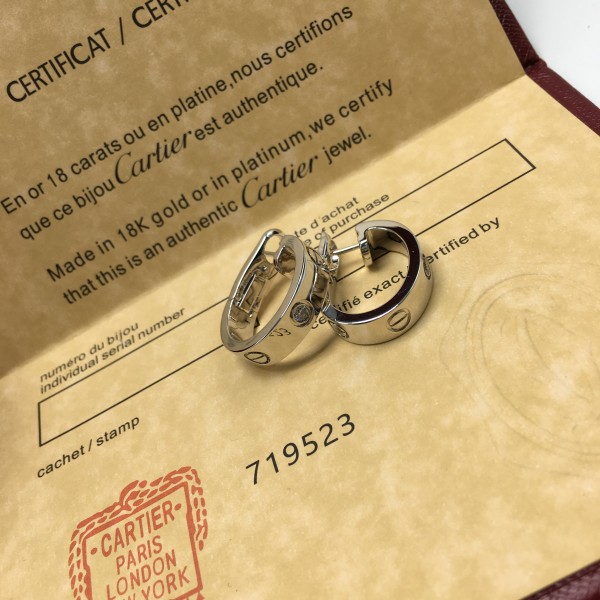 CERTIFICAT / CERT
En or 18 carats ou en platine, nous certifions
que ce bijou Cartier est authentique.
Made in 18K gold or in platinum, we certify
that this is an authentic Cartier jewel.
d'achat
of purchase
numéro du bijou
individual serial number
certifié exact / certified by
cachet / stamp
719523
CARTIER
PARIS
LONDON
NEW YORK